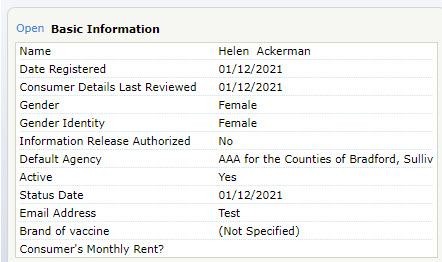 Open Basic Information
Name Helen Ackerman
Date Registered 01/12/2021
Consumer Details Last Reviewed 01/12/2021
Gender Female
Gender Identity Female
Information Release Authorized No
Default Agency AAA for the Counties of Bradford, Sulliv
Active Yes
Status Date 01/12/2021
Email Address Test
Brand of vaccine (Not Specified)
Consumer's Monthly Rent?